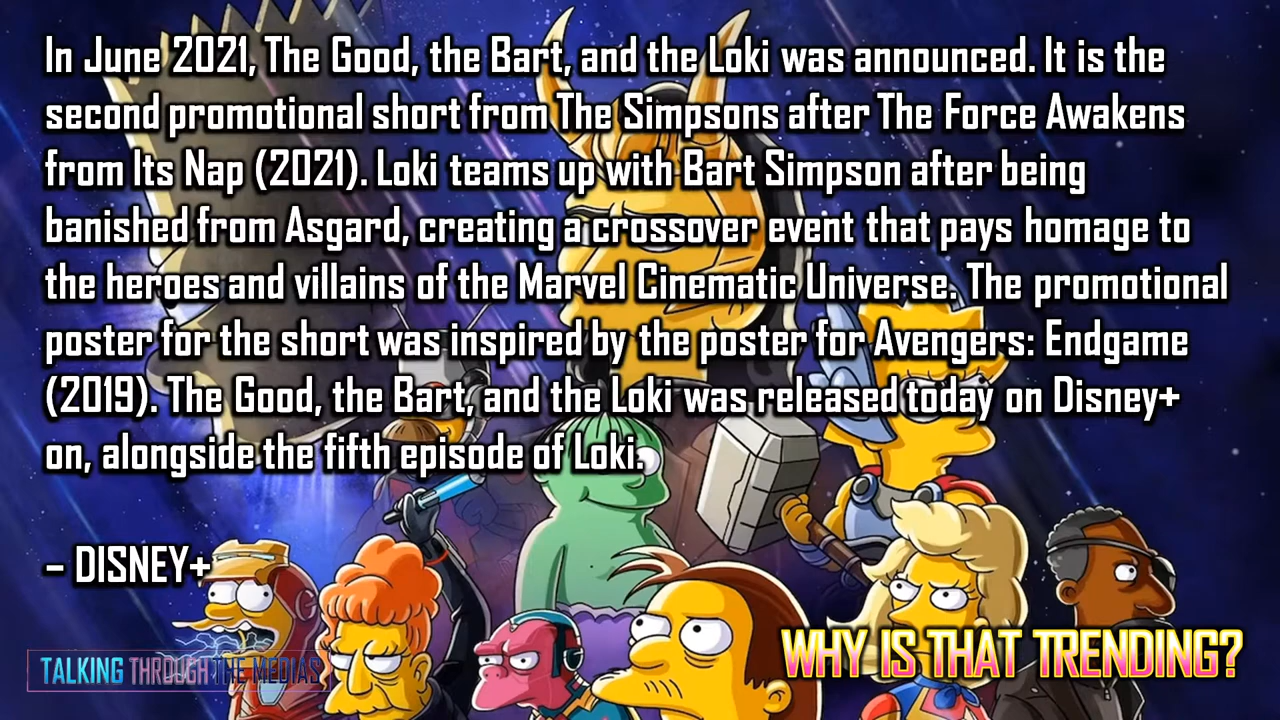 In June 2021, The Good, the Bart, and the Loki was announced. It is the
second promotional short from The Simpsons after The Force Awakens
from Its Nap (2021). Loki teams up with Bart Simpson after being
banished from Asgard, creating a crossover event that pays homage to
the heroes and villains of the Marvel Cinematic Universe. The promotional
poster for the short was inspired by the poster for Avengers: Endgame
(2019). The Good, the Bart, and the Loki was released today on Disney+
on, alongside the fifth episode of Loki.
– DISNEY+
TALKING THROUGH THE MEDIAS
WHY IS THAT TRENDING?